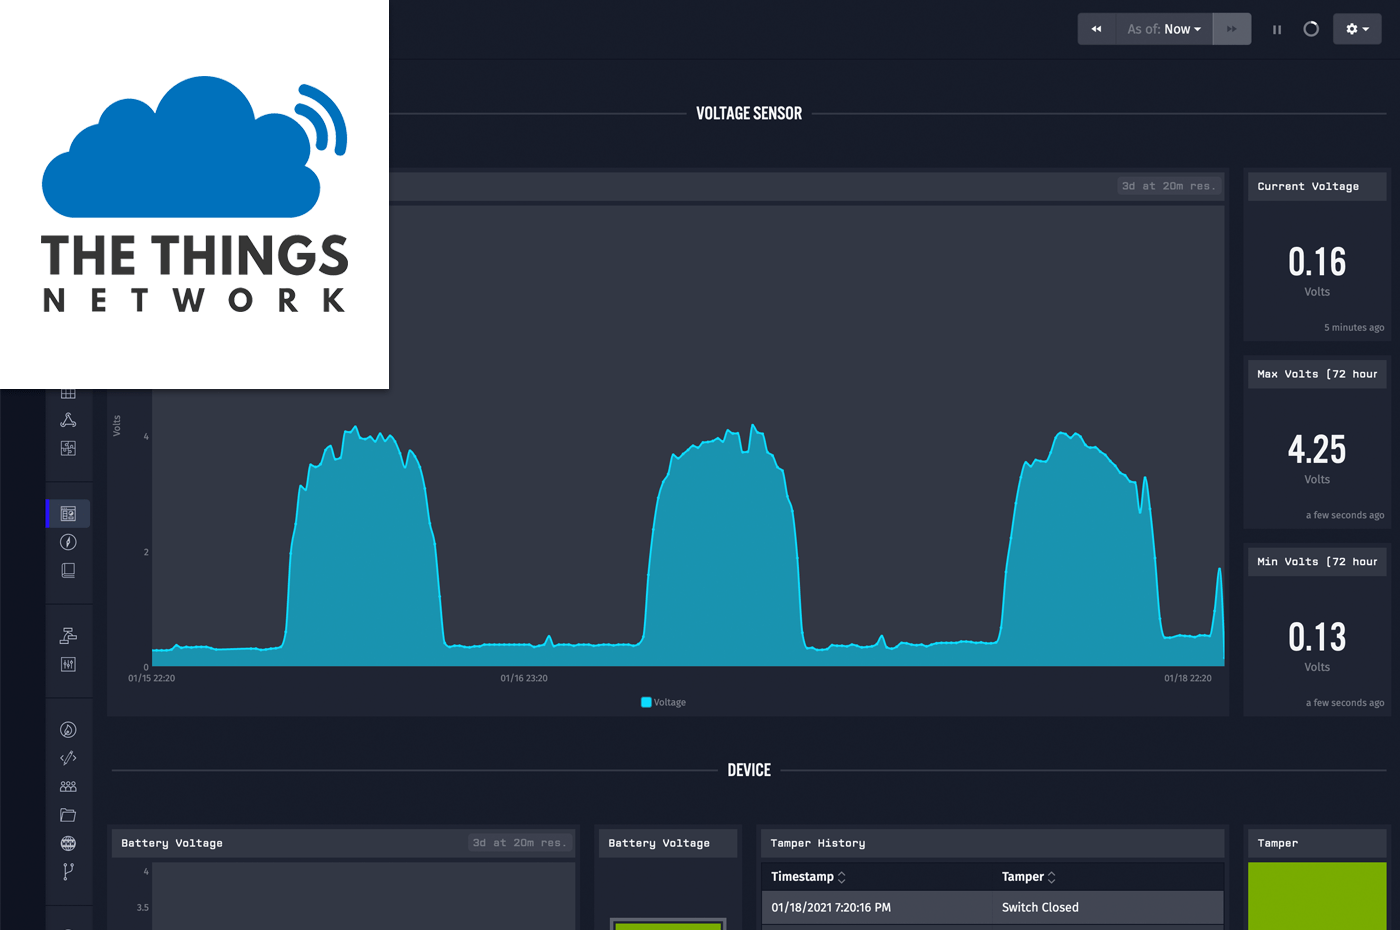 As of: Now
THE THINGS
NETWORK
VOLTAGE SENSOR
3d at 20m res.
Volts
4
2
0
01/15 22:20
01/16 23:20
01/18 22:20
Voltage
Current Voltage
0.16
Volts
5 minutes ago
Max Volts [72 hour
4.25
Volts
a few seconds ago
Min Volts [72 hour
0.13
Volts
a few seconds ago
DEVICE
Battery Voltage
3d at 20m res.
4
3.5
Battery Voltage
Tamper History
Timestamp
Tamper
01/18/2021 7:20:16 PM
Switch Closed
Tamper